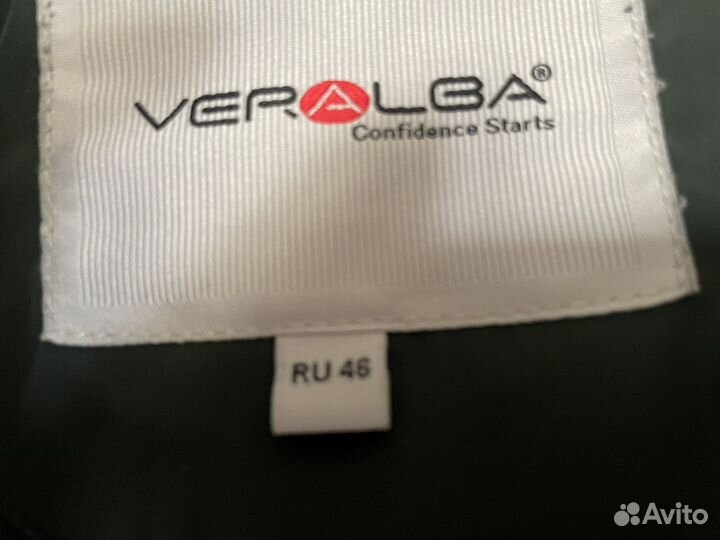 VERALBA®
Confidence Starts
RU 46
Avito